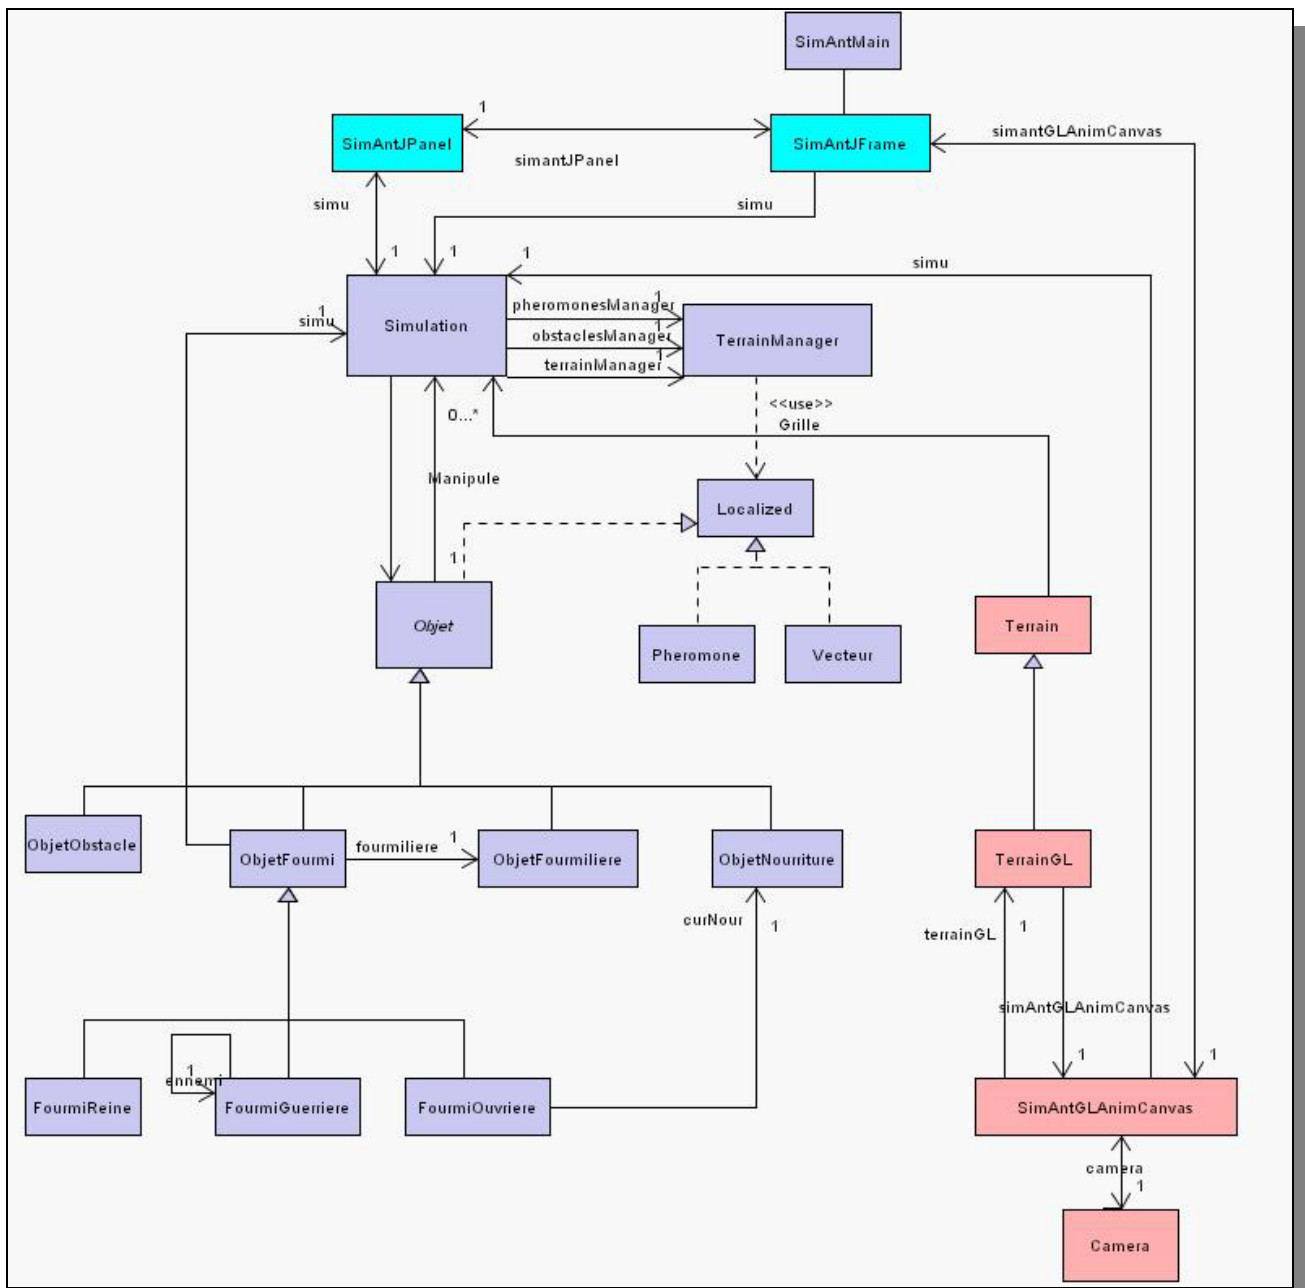 SimAntMain
1
simantGLAnimCanvas
SimAntJPanel
SimAntJFrame
simantJPanel
simu
simu
1
1
1
simu
pheromonesManager
1
simu
1
Simulation
obstaclesManager
1
TerrainManager
terrainManager
1
<<use>>
0...*
Grille
Manipule
Localized
1
Objet
Terrain
Pheromone
Vecteur
ObjetObstacle
ObjetFourmi
fourmiliere
1
ObjetFourmiliere
ObjetNourriture
TerrainGL
curNour
1
terrainGL
1
simAntGLAnimCanvas
1
1
1
ennemi
FourmiReine
FourmiGuerriere
FourmiOuvriere
SimAntGLAnimCanvas
camera
1
Camera